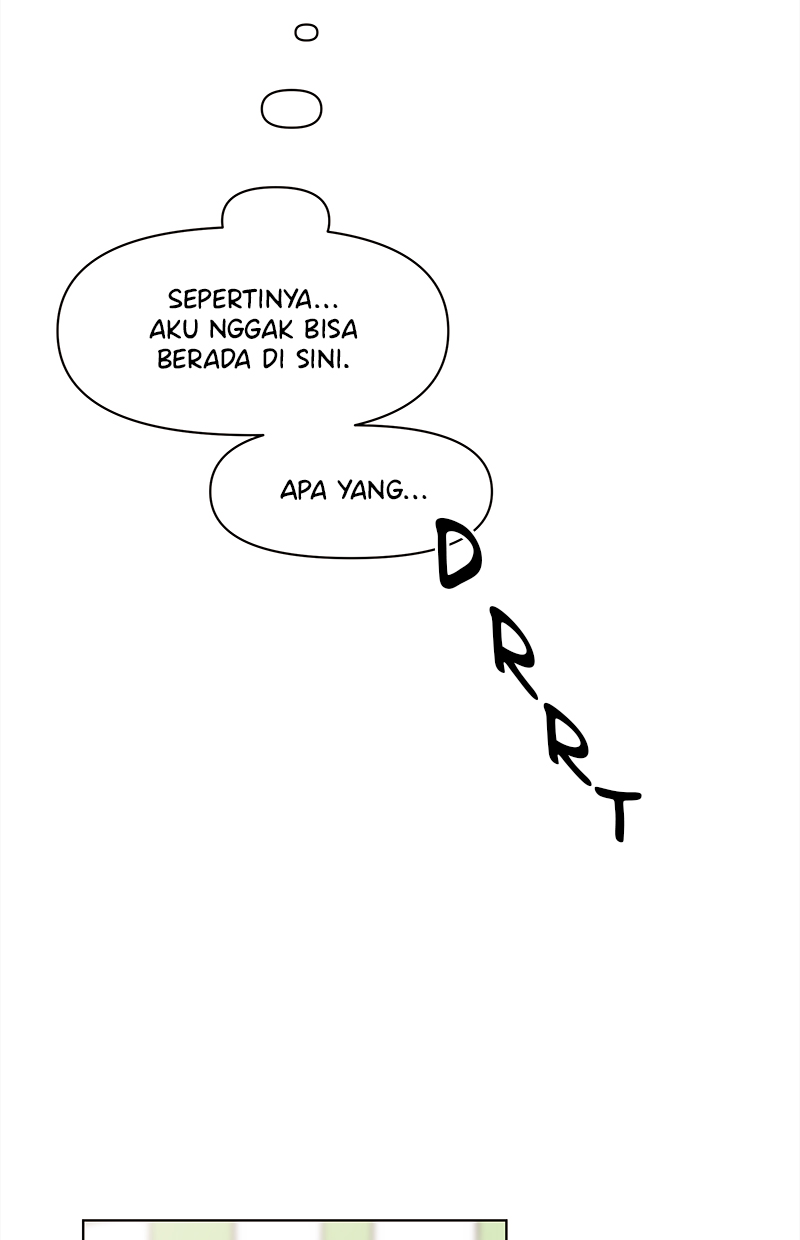 SEPERTINYA...
AKU NGGAK BISA
BERADA DI SINI.
APA YANG...
DRRT